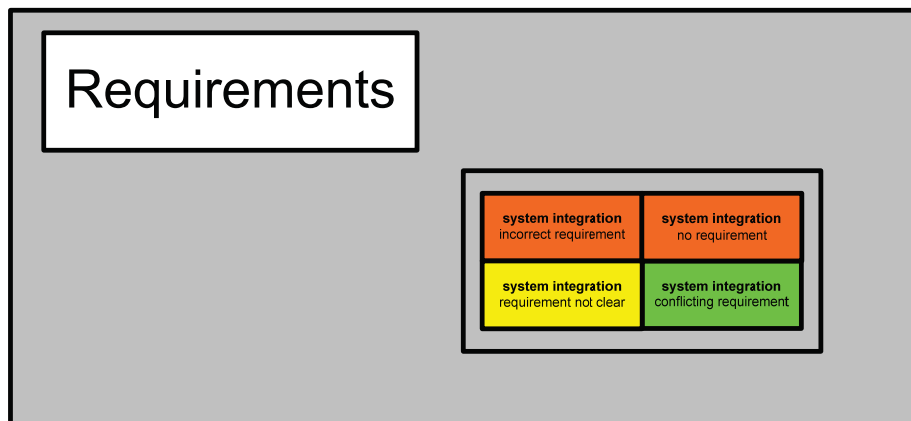 Requirements
system integration
incorrect requirement
system integration
no requirement
system integration
requirement not clear
system integration
conflicting requirement